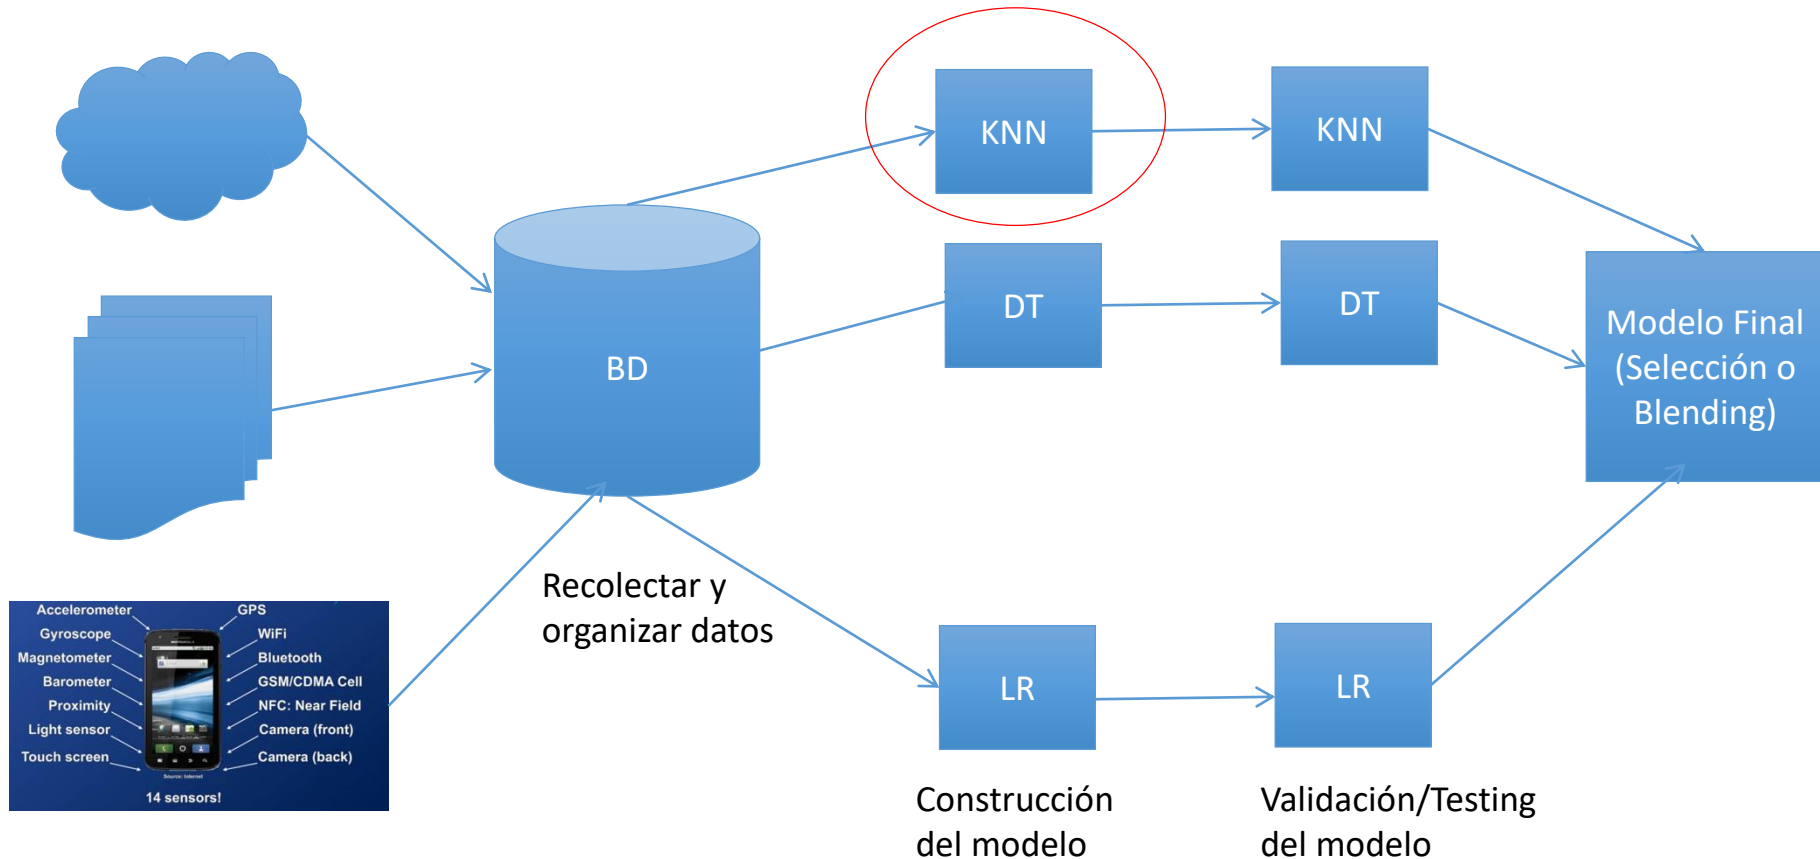 KNN
KNN
DT
DT
BD
Modelo Final
(Selección o
Blending)
Recolectar y
organizar datos
Accelerometer
GPS
Gyroscope
WiFi
Magnetometer
Bluetooth
Barometer
GSM/CDMA Cell
Proximity
NFC: Near Field
Light sensor
Camera (front)
Touch screen
Camera (back)
Source: Internet
14 sensors!
LR
LR
Construcción
del modelo
Validación/Testing
del modelo